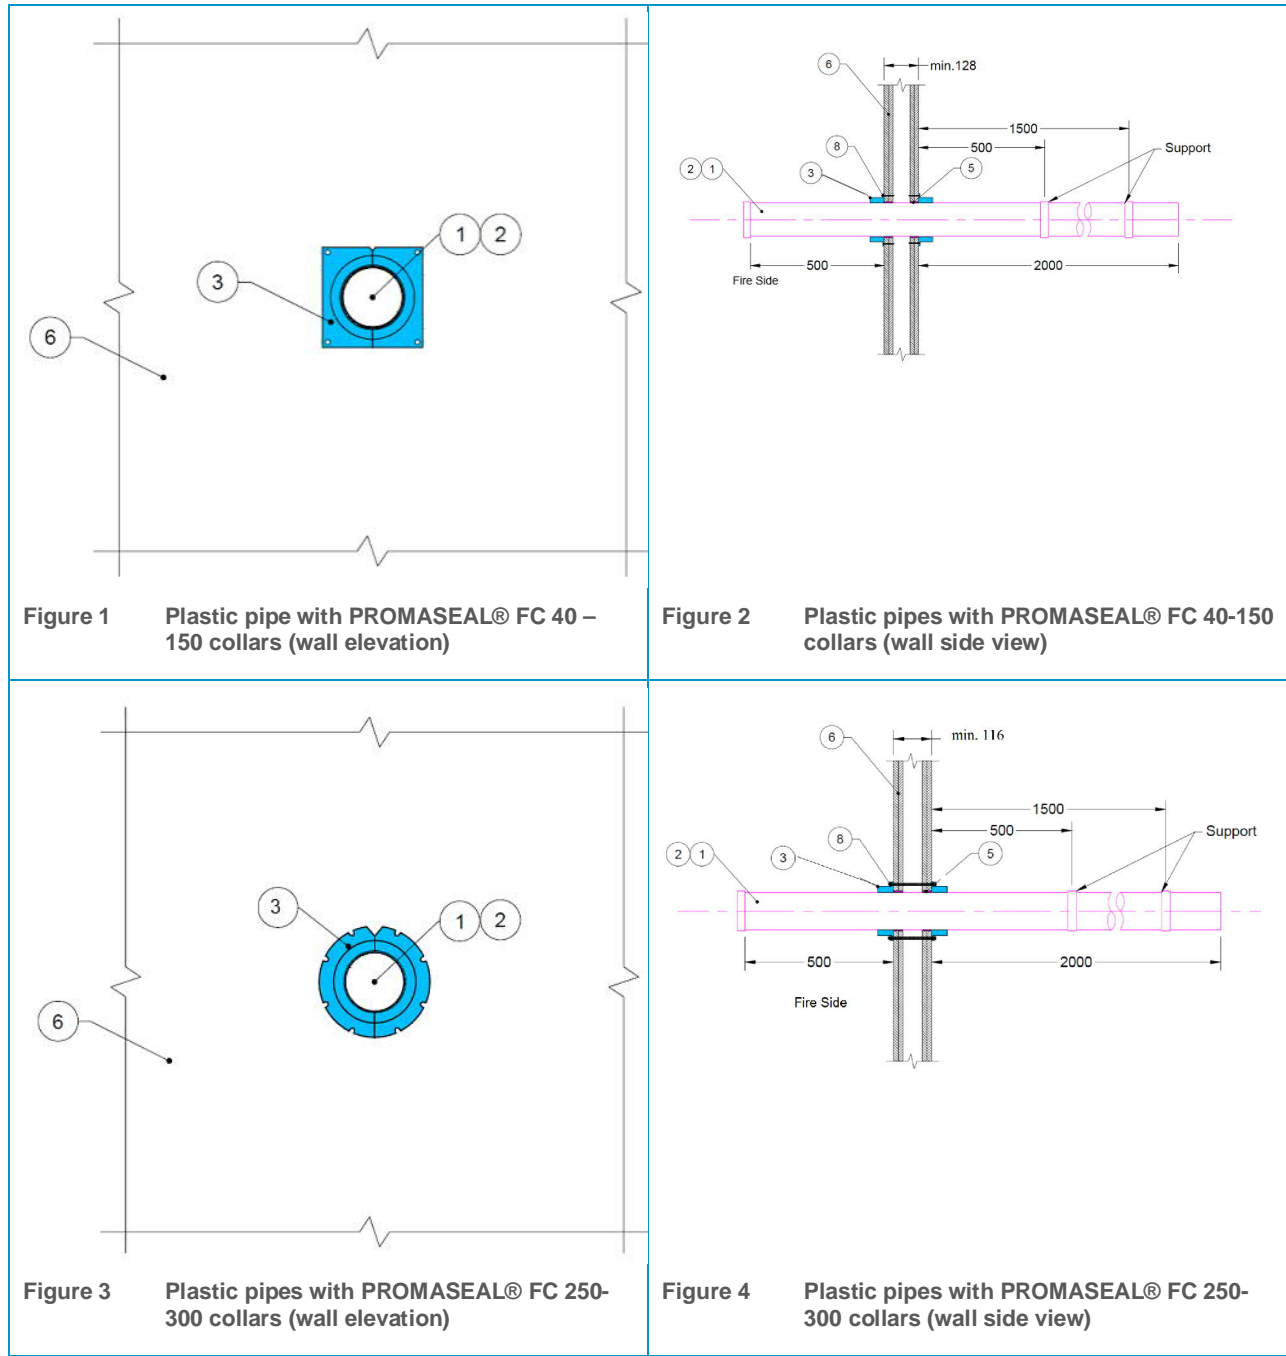 1 2
3
6
Figure 1 Plastic pipe with PROMASEAL® FC 40 –
150 collars (wall elevation)
6
min.128
1500
8
500
Support
2 1
3
5
500
2000
Fire Side
Figure 2 Plastic pipes with PROMASEAL® FC 40-150
collars (wall side view)
3
1 2
6
Figure 3 Plastic pipes with PROMASEAL® FC 250-
300 collars (wall elevation)
6
min. 116
1500
8
500
Support
2 1
3
5
500
2000
Fire Side
Figure 4 Plastic pipes with PROMASEAL® FC 250-
300 collars (wall side view)